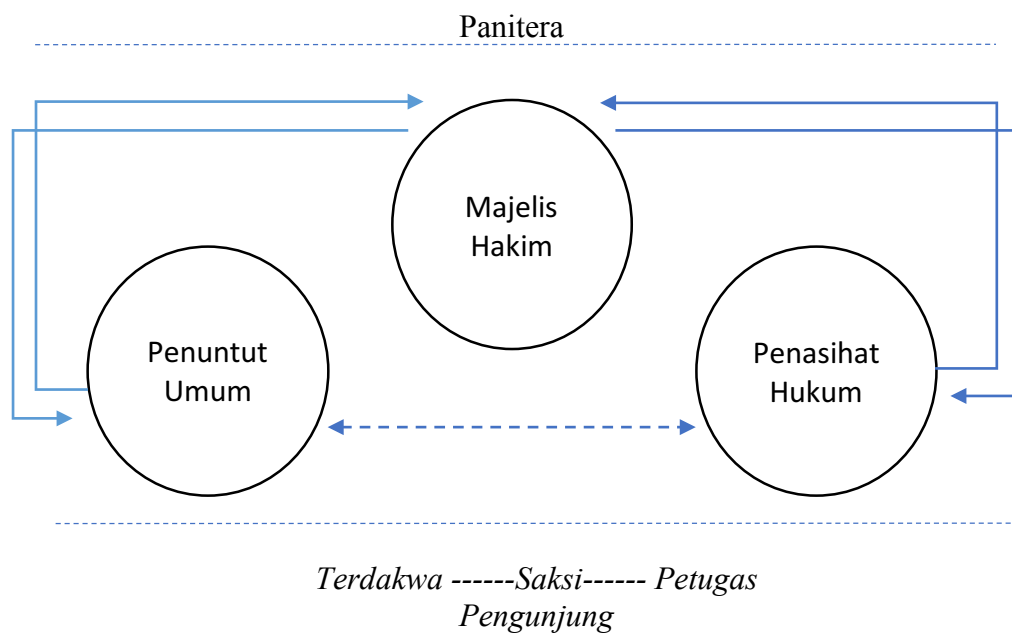 Panitera
Majelis
Hakim
Penuntut
Umum
Penasihat
Hukum
Terdakwa ------Saksi------ Petugas
Pengunjung